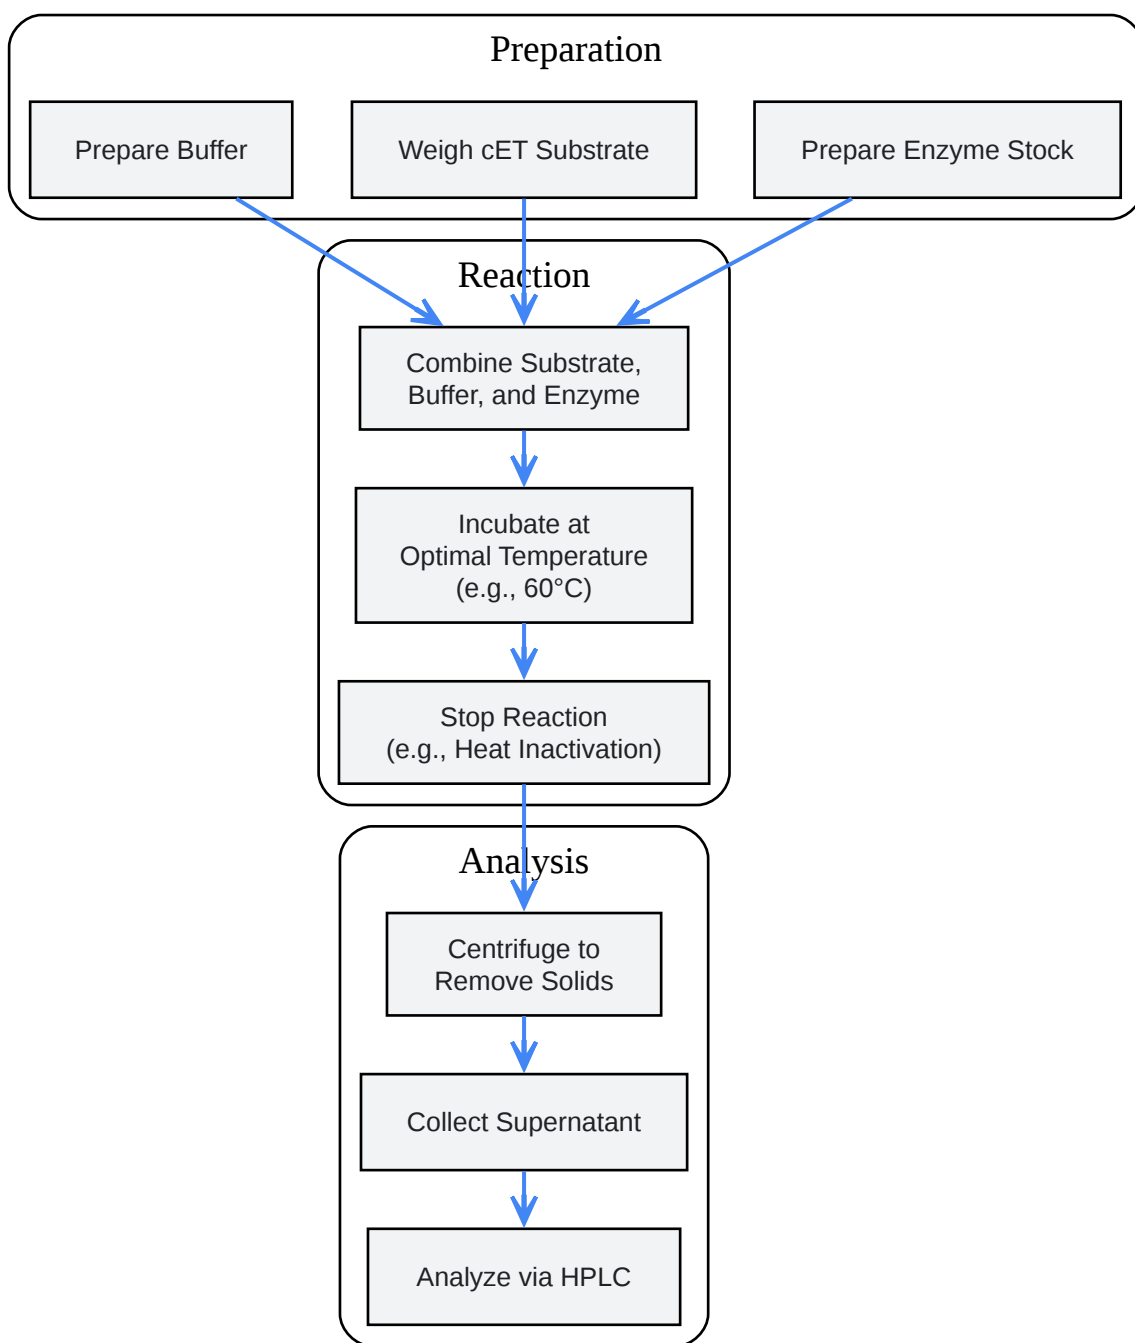 Preparation
Prepare Buffer
Weigh cET Substrate
Prepare Enzyme Stock
Reaction
Combine Substrate,
Buffer, and Enzyme
Incubate at
Optimal Temperature
(e.g., 60°C)
Stop Reaction
(e.g., Heat Inactivation)
Analysis
Centrifuge to
Remove Solids
Collect Supernatant
Analyze via HPLC